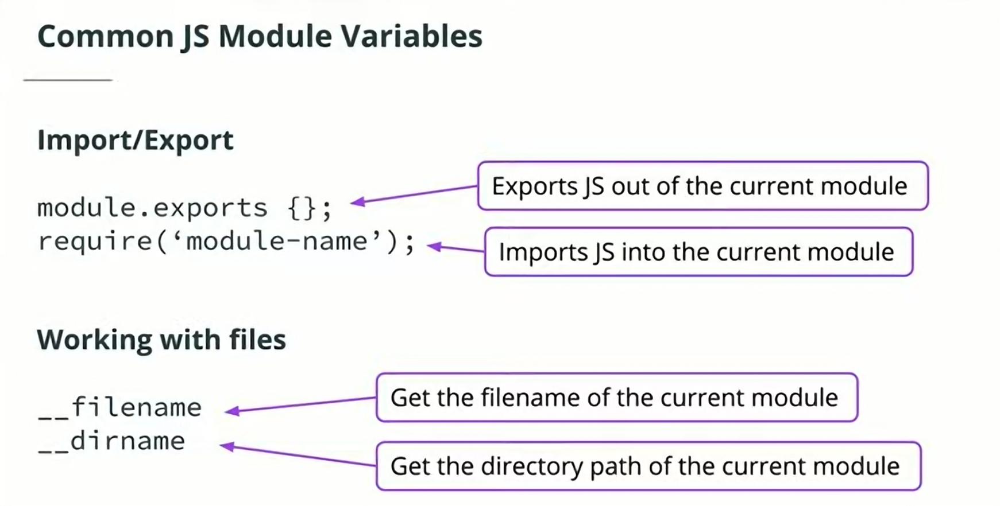 Common JS Module Variables
Import/Export
module.exports {};
Exports JS out of the current module
require(‘module-name’);
Imports JS into the current module
Working with files
__filename
Get the filename of the current module
__dirname
Get the directory path of the current module